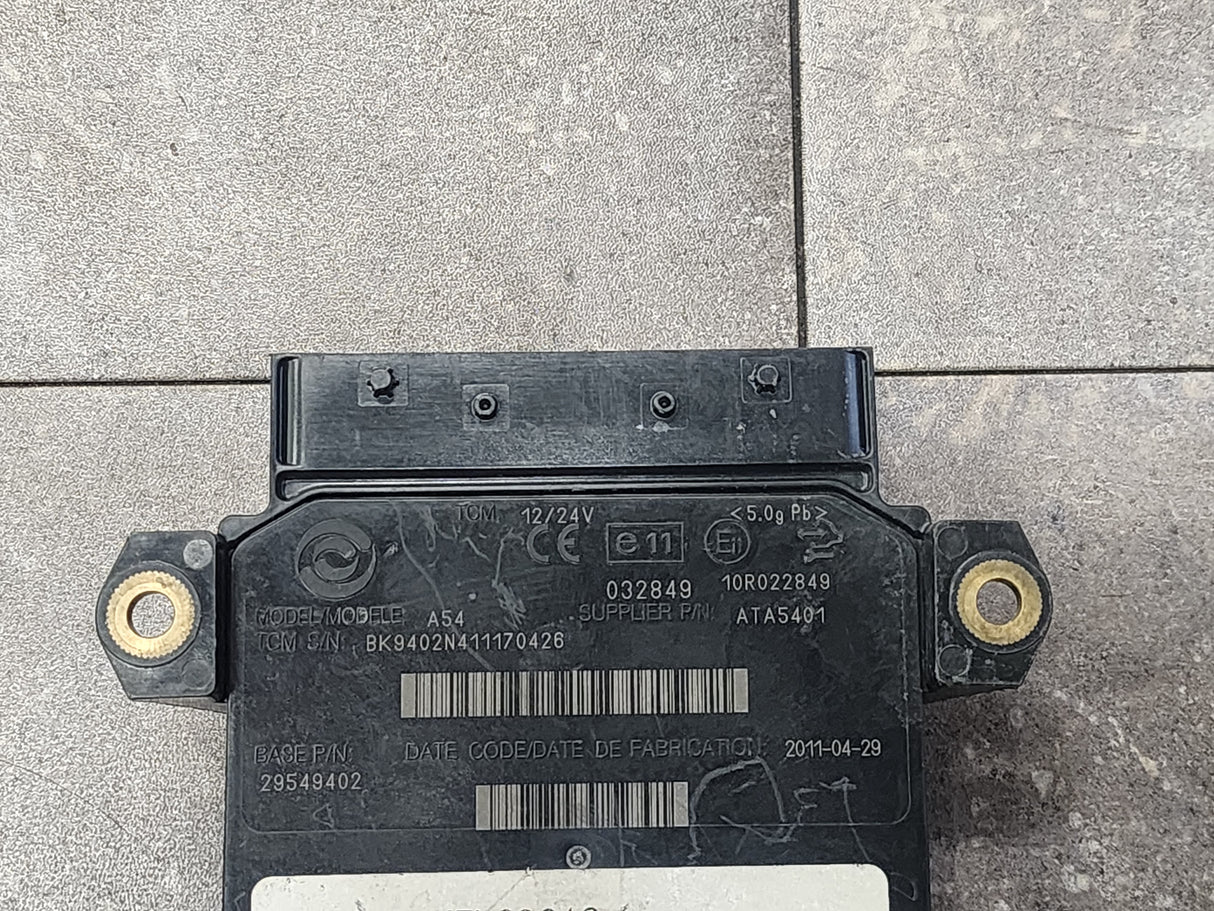 TCM 12/24V <5.0g Pb>
CE e11 E11
032849 10R022849
MODEL/MODELE: A54 SUPPLIER P/N: ATA5401
TCM S/N: BK9402N411170426
BASE P/N: DATE CODE/DATE DE FABRICATION: 2011-04-29
29549402